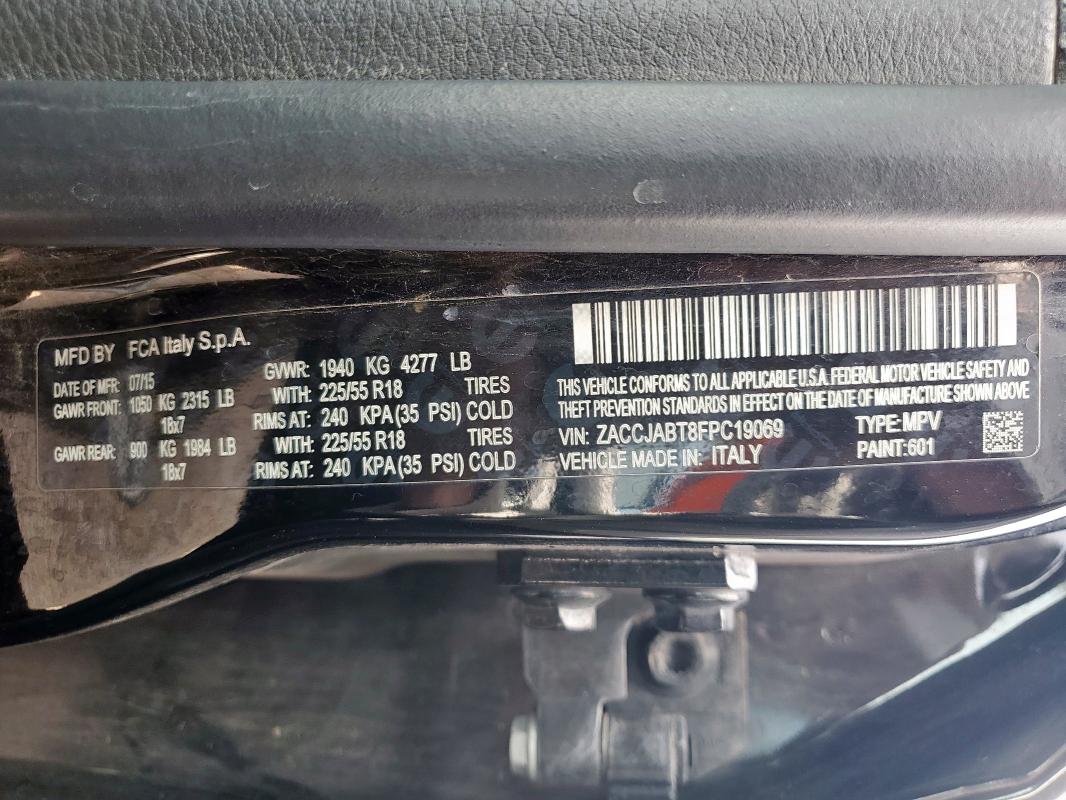 MFD BY FCA Italy S.p.A.
DATE OF MFR: 07/15
GAWR FRONT: 1050 KG 2315 LB
18x7
GAWR REAR: 900 KG 1984 LB
18x7
GVWR: 1940 KG 4277 LB
WITH: 225/55 R18 TIRES
RIMS AT: 240 KPA(35 PSI) COLD
WITH: 225/55 R18 TIRES
RIMS AT: 240 KPA(35 PSI) COLD
THIS VEHICLE CONFORMS TO ALL APPLICABLE U.S.A. FEDERAL MOTOR VEHICLE SAFETY AND
THEFT PREVENTION STANDARDS IN EFFECT ON THE DATE OF MANUFACTURE SHOWN ABOVE
VIN: ZACCJABT8FPC19069 TYPE:MPV
VEHICLE MADE IN: ITALY PAINT:601